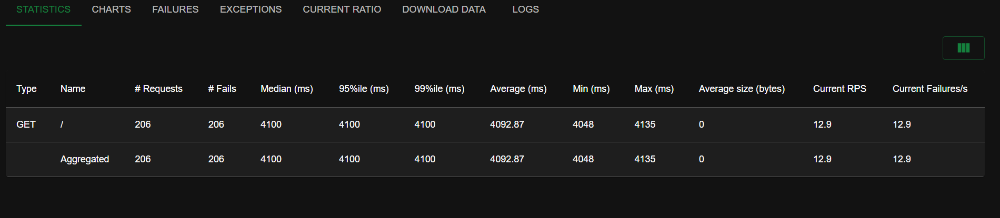 STATISTICS CHARTS FAILURES EXCEPTIONS CURRENT RATIO DOWNLOAD DATA LOGS
Type Name # Requests # Fails Median (ms) 95%ile (ms) 99%ile (ms) Average (ms) Min (ms) Max (ms) Average size (bytes) Current RPS Current Failures/s
GET / 206 206 4100 4100 4100 4092.87 4048 4135 0 12.9 12.9
Aggregated 206 206 4100 4100 4100 4092.87 4048 4135 0 12.9 12.9